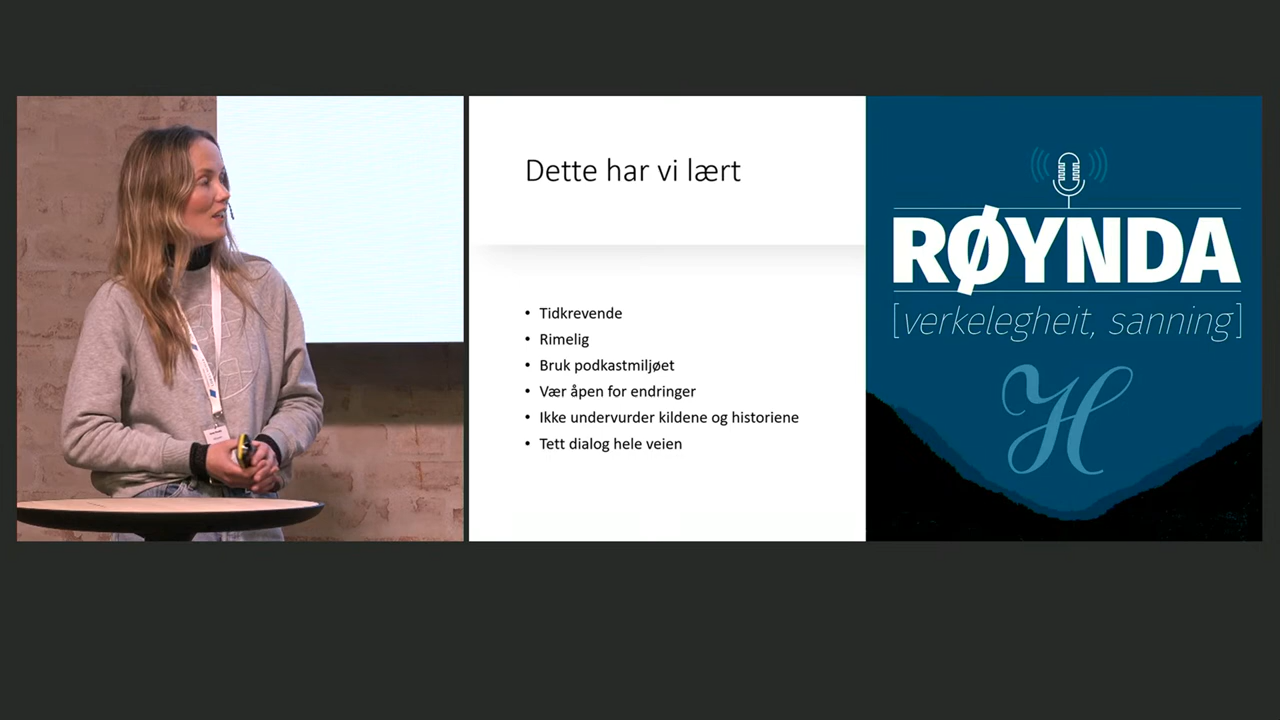 Dette har vi lært
• Tidkrevende
• Rimelig
• Bruk podkastmiljøet
• Vær åpen for endringer
• Ikke undervurder kildene og historiene
• Tett dialog hele veien
RØYNDA
[verkelegheit, sanning]
H